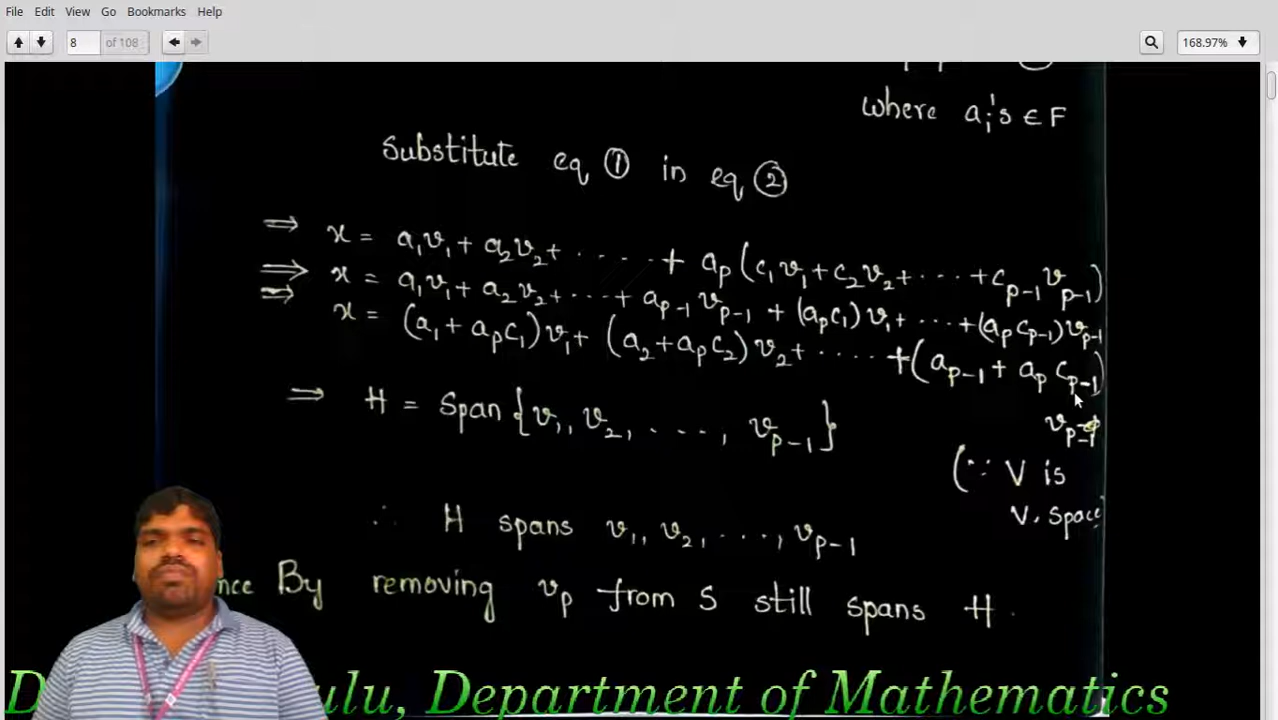 File Edit View Go Bookmarks Help
8 of 108 168.97%
where aᵢ's ∈ F
Substitute eq ① in eq ②
⇒ x = a₁v₁ + a₂v₂ + ····· + aₚ(c₁v₁ + c₂v₂ + ··· + cₚ₋₁vₚ₋₁)
⇒ x = a₁v₁ + a₂v₂ + ···· + aₚ₋₁vₚ₋₁ + (aₚc₁)v₁ + ···· + (aₚcₚ₋₁)vₚ₋₁
⇒ x = (a₁ + aₚc₁)v₁ + (a₂ + aₚc₂)v₂ + ····· + (aₚ₋₁ + aₚcₚ₋₁)
vₚ₋₁
⇒ H = Span{v₁, v₂, ····, vₚ₋₁}
(∵ V is
V. Space)
∴ H spans v₁, v₂, ····, vₚ₋₁
nce By removing vₚ from S still spans H.
D ulu, Department of Mathematics